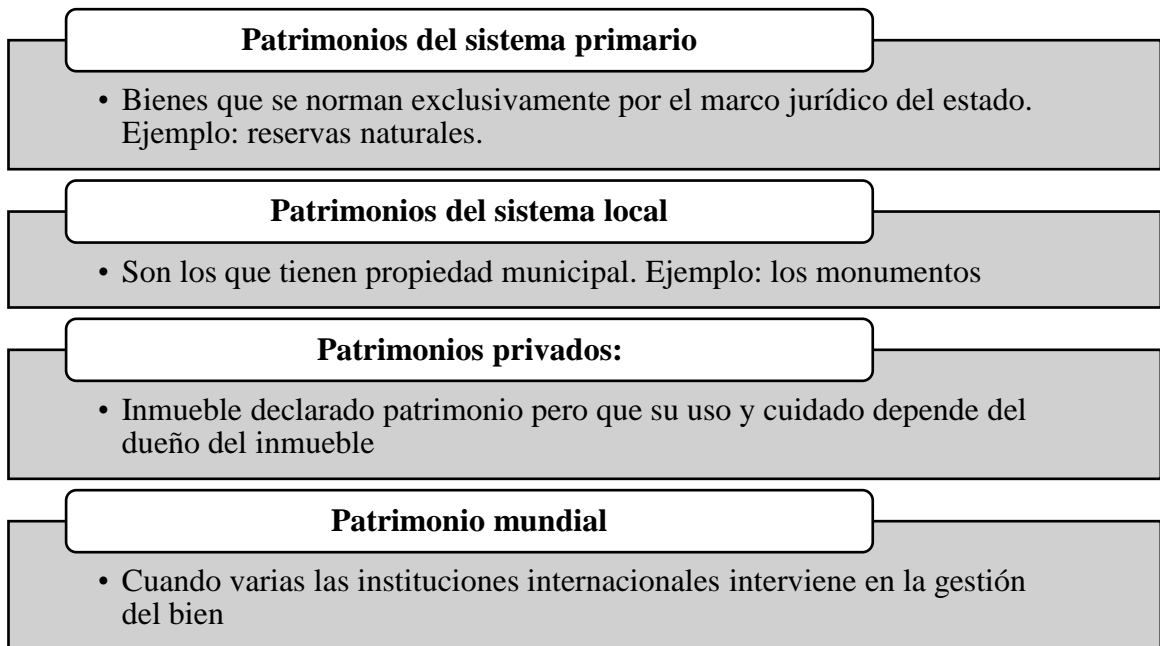 Patrimonios del sistema primario
• Bienes que se norman exclusivamente por el marco jurídico del estado.
Ejemplo: reservas naturales.
Patrimonios del sistema local
• Son los que tienen propiedad municipal. Ejemplo: los monumentos
Patrimonios privados:
• Inmueble declarado patrimonio pero que su uso y cuidado depende del
dueño del inmueble
Patrimonio mundial
• Cuando varias las instituciones internacionales interviene en la gestión
del bien